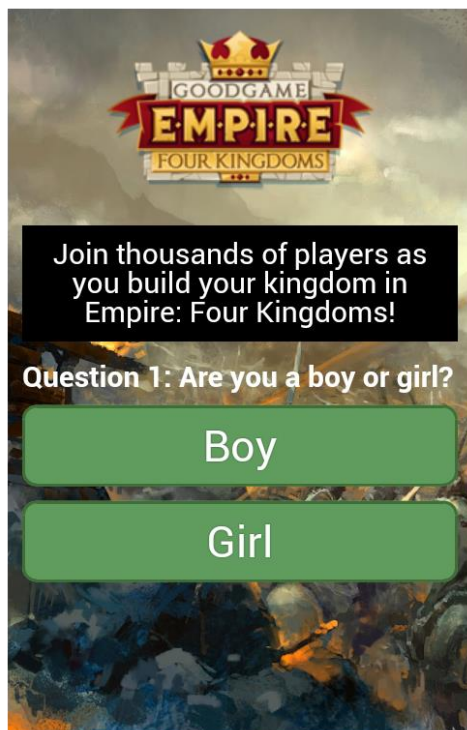 GOODGAME
EMPIRE
FOUR KINGDOMS
Join thousands of players as
you build your kingdom in
Empire: Four Kingdoms!
Question 1: Are you a boy or girl?
Boy
Girl